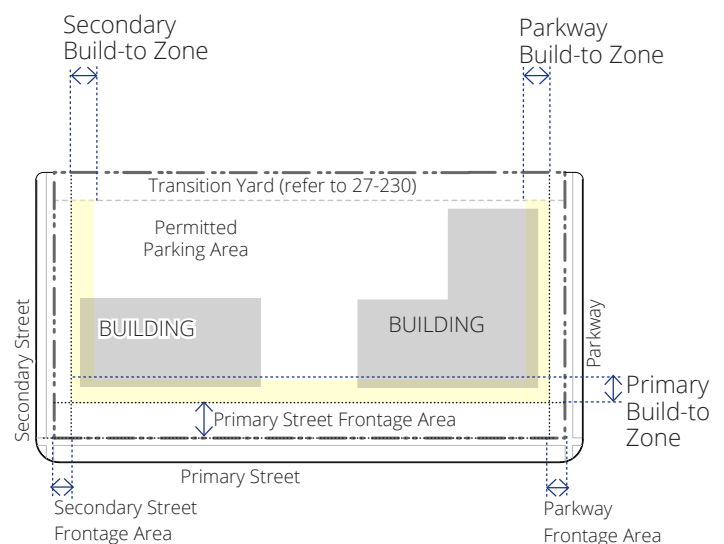 Secondary
Build-to Zone
Parkway
Build-to Zone
Transition Yard (refer to 27-230)
Permitted
Parking Area
BUILDING
BUILDING
Secondary Street
Parkway
Primary
Build-to
Zone
Primary Street Frontage Area
Primary Street
Secondary Street
Frontage Area
Parkway
Frontage Area